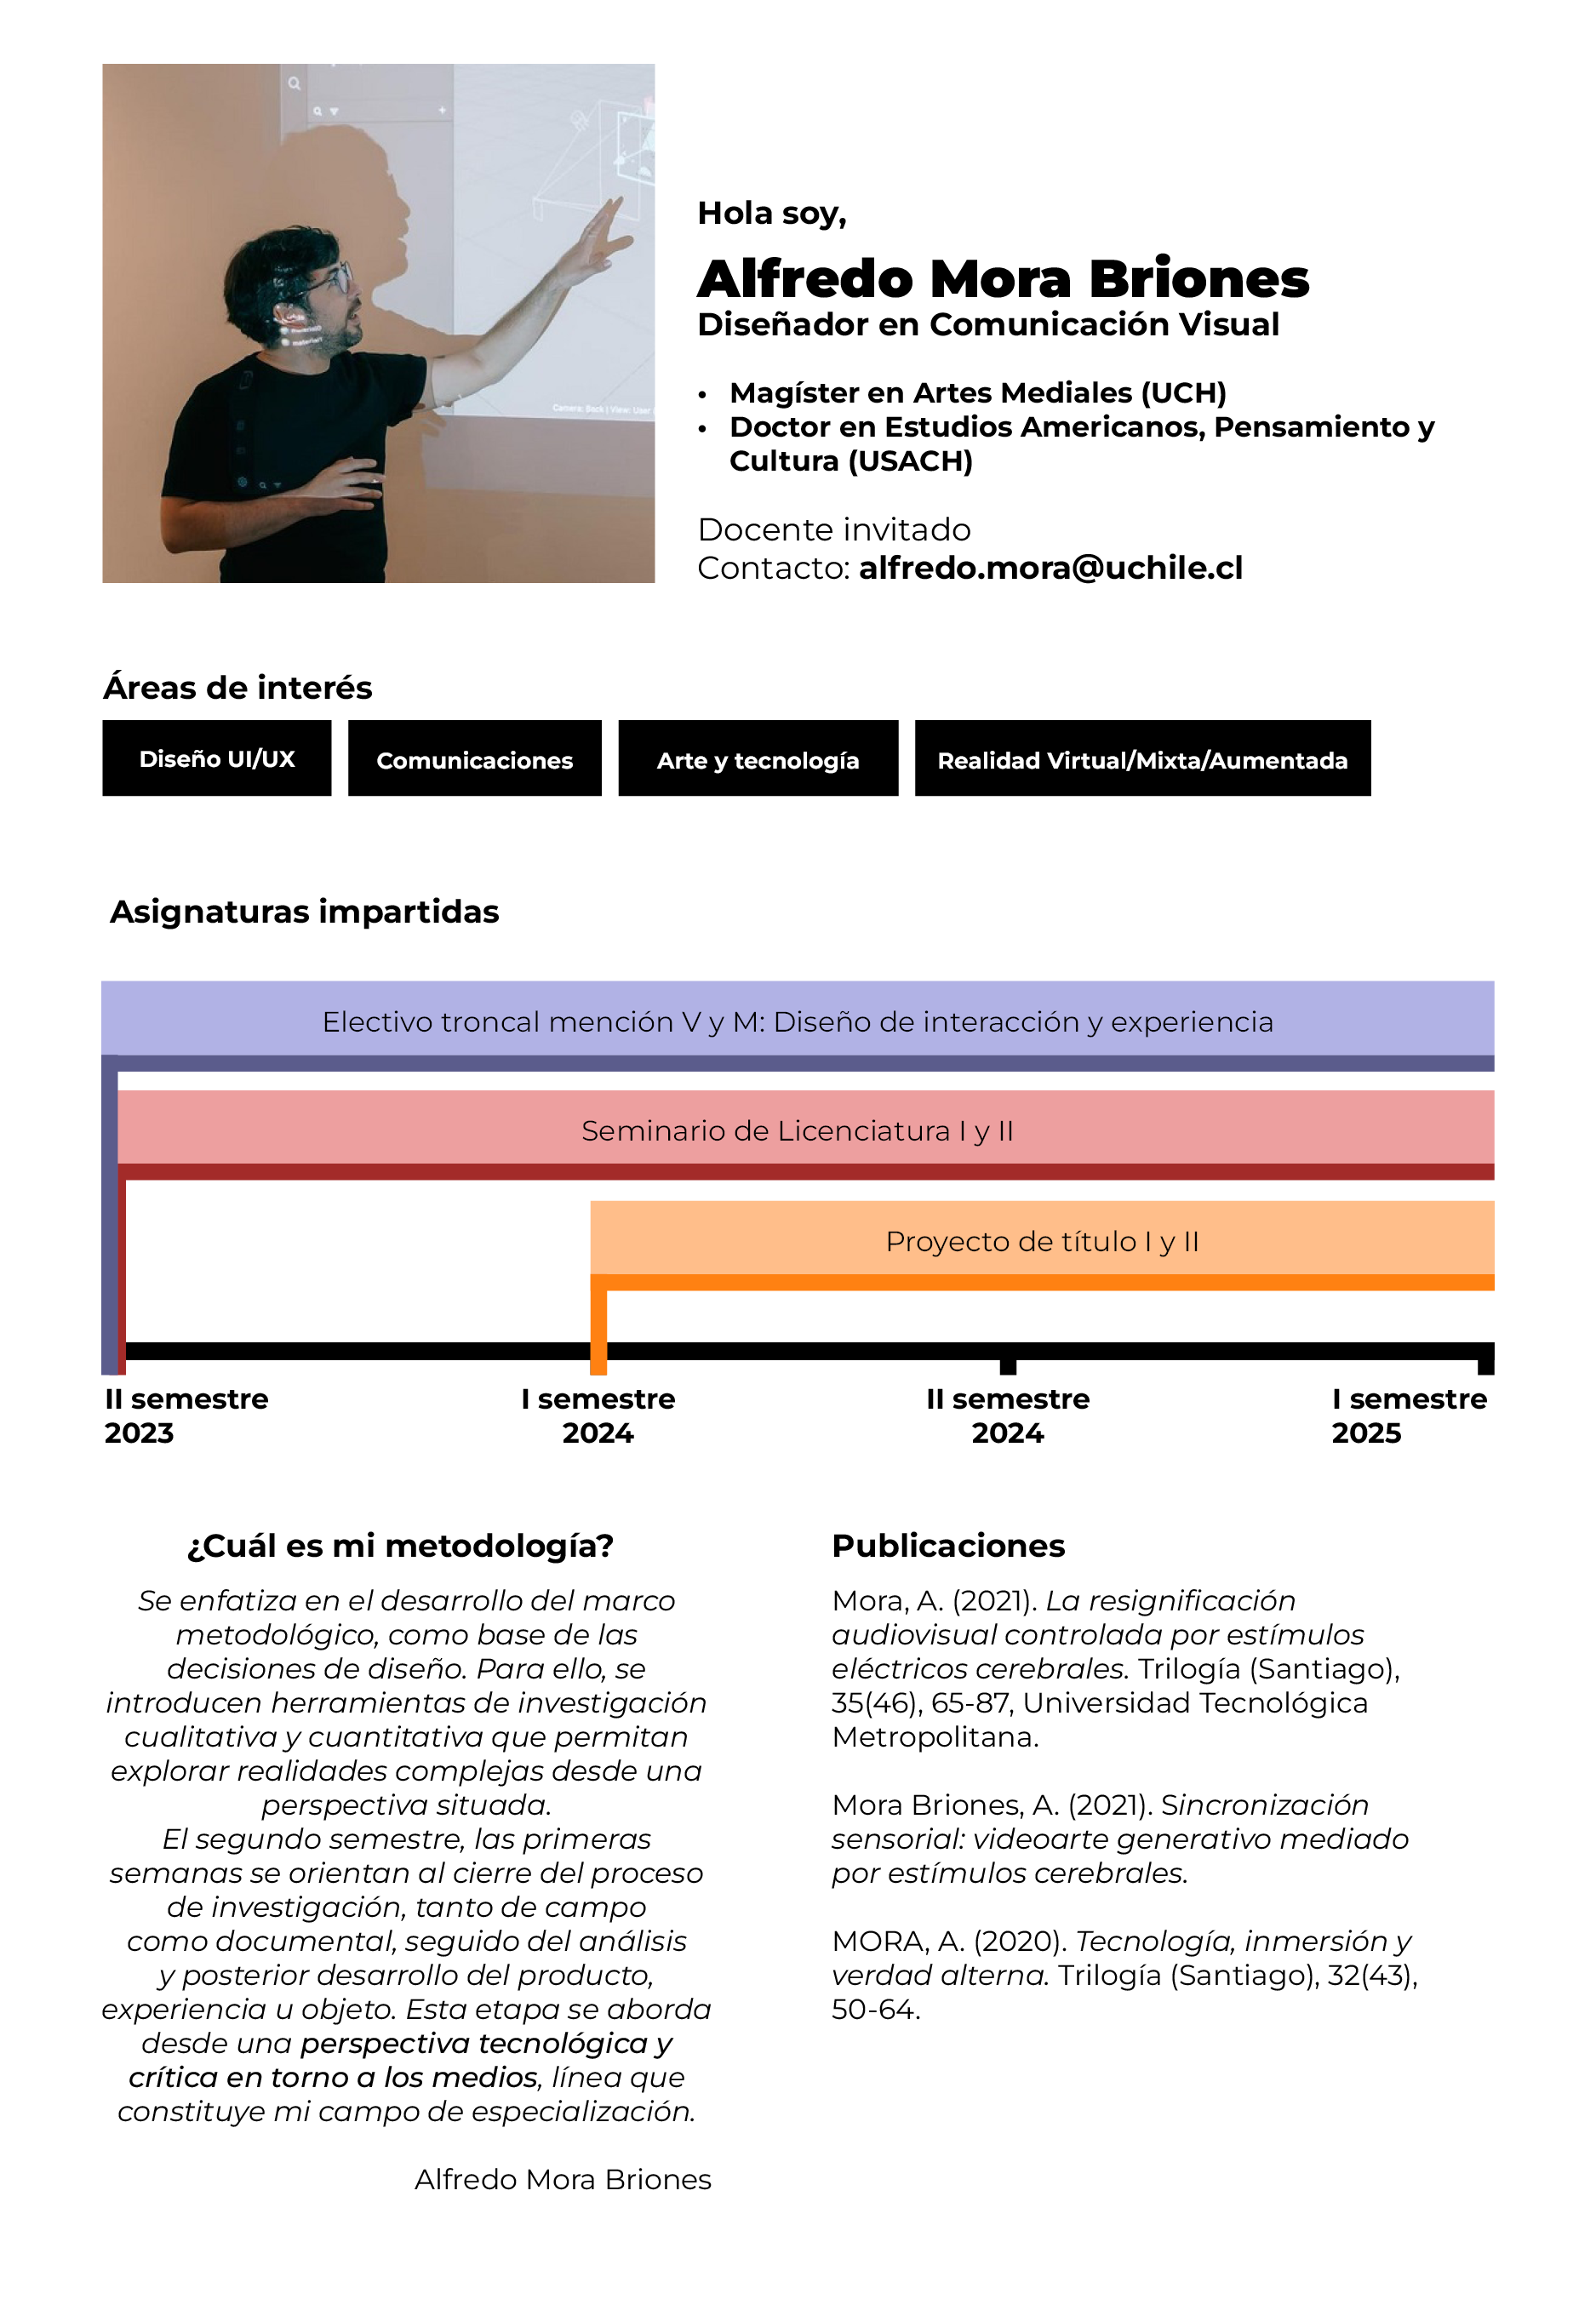 Camera: Back | View: User
PoweredD
material1
Hola soy,
Alfredo Mora Briones
Diseñador en Comunicación Visual
• Magíster en Artes Mediales (UCH)
• Doctor en Estudios Americanos, Pensamiento y
Cultura (USACH)
Docente invitado
Contacto: alfredo.mora@uchile.cl
Áreas de interés
Diseño UI/UX
Comunicaciones
Arte y tecnología
Realidad Virtual/Mixta/Aumentada
Asignaturas impartidas
Electivo troncal mención V y M: Diseño de interacción y experiencia
Seminario de Licenciatura I y II
Proyecto de título I y II
II semestre
2023
I semestre
2024
II semestre
2024
I semestre
2025
¿Cuál es mi metodología?
Se enfatiza en el desarrollo del marco
metodológico, como base de las
decisiones de diseño. Para ello, se
introducen herramientas de investigación
cualitativa y cuantitativa que permitan
explorar realidades complejas desde una
perspectiva situada.
El segundo semestre, las primeras
semanas se orientan al cierre del proceso
de investigación, tanto de campo
como documental, seguido del análisis
y posterior desarrollo del producto,
experiencia u objeto. Esta etapa se aborda
desde una perspectiva tecnológica y
crítica en torno a los medios, línea que
constituye mi campo de especialización.
Alfredo Mora Briones
Publicaciones
Mora, A. (2021). La resignificación
audiovisual controlada por estímulos
eléctricos cerebrales. Trilogía (Santiago),
35(46), 65-87, Universidad Tecnológica
Metropolitana.
Mora Briones, A. (2021). Sincronización
sensorial: videoarte generativo mediado
por estímulos cerebrales.
MORA, A. (2020). Tecnología, inmersión y
verdad alterna. Trilogía (Santiago), 32(43),
50-64.